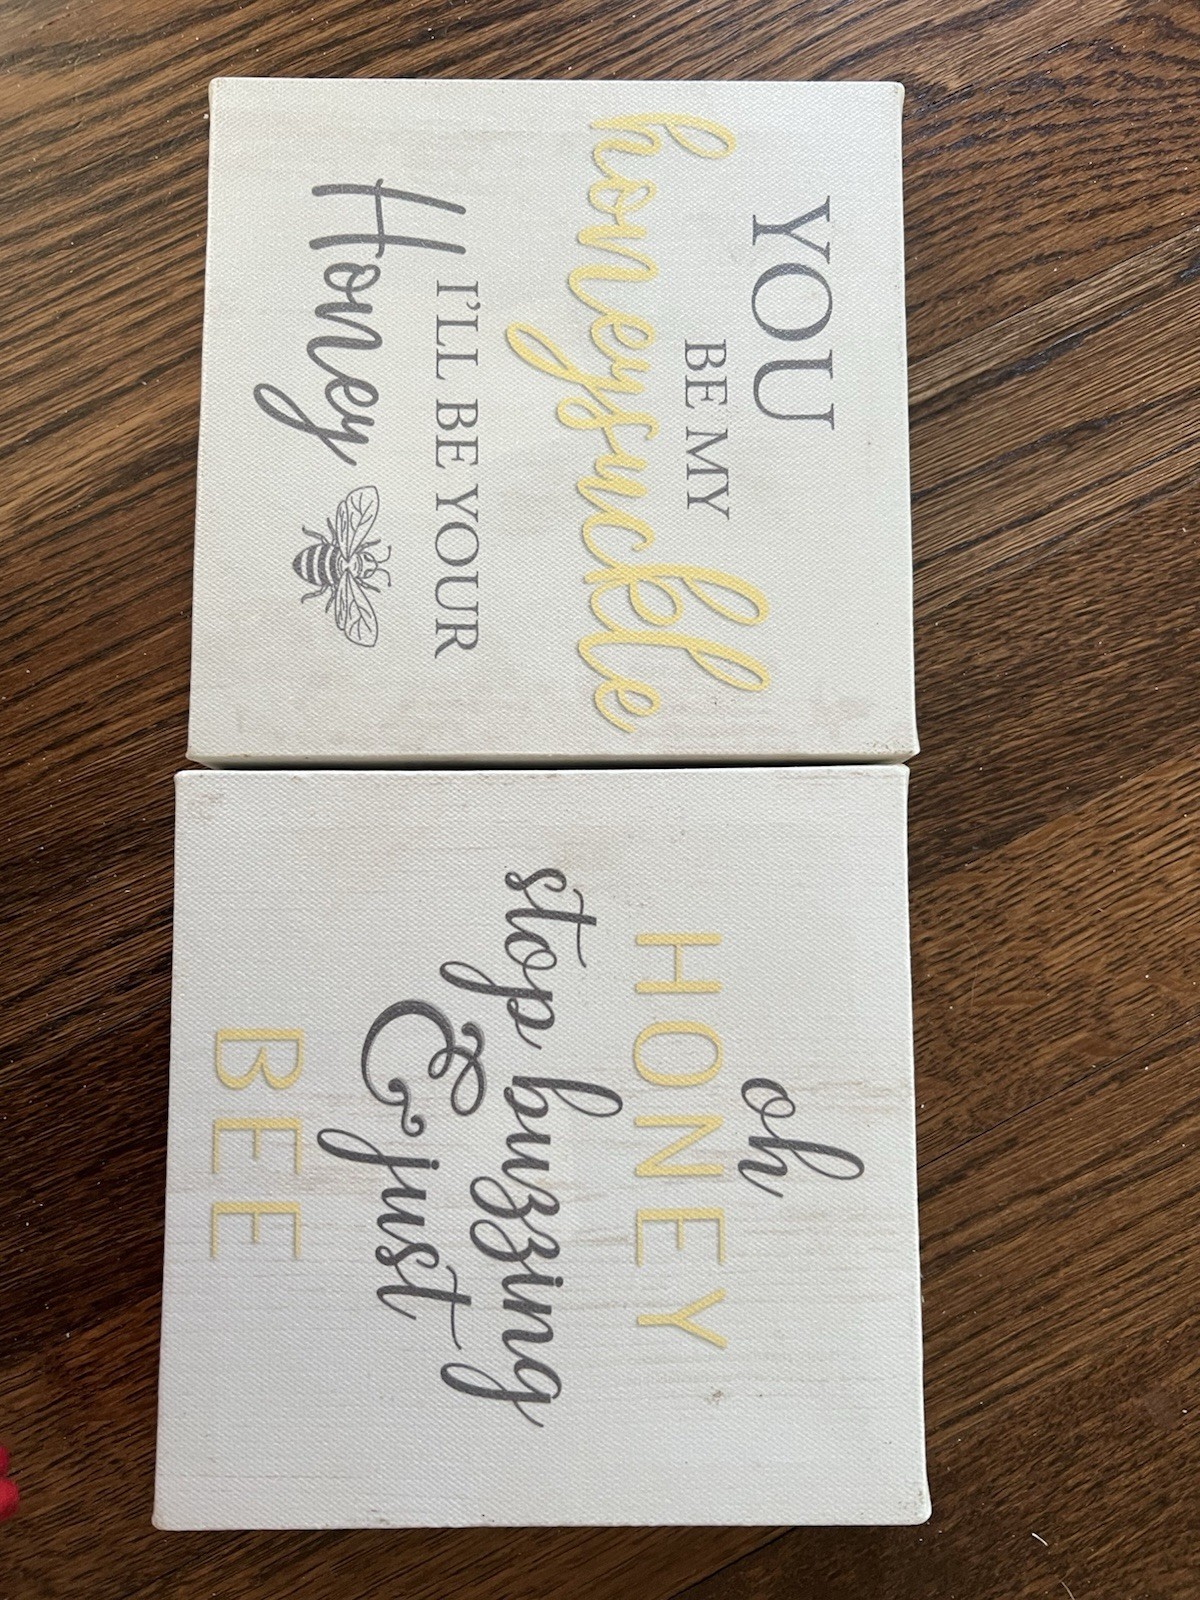 YOU
BE MY
honeysuckle
I'LL BE YOUR
Honey
oh
HONEY
stop buzzing
& just
BEE